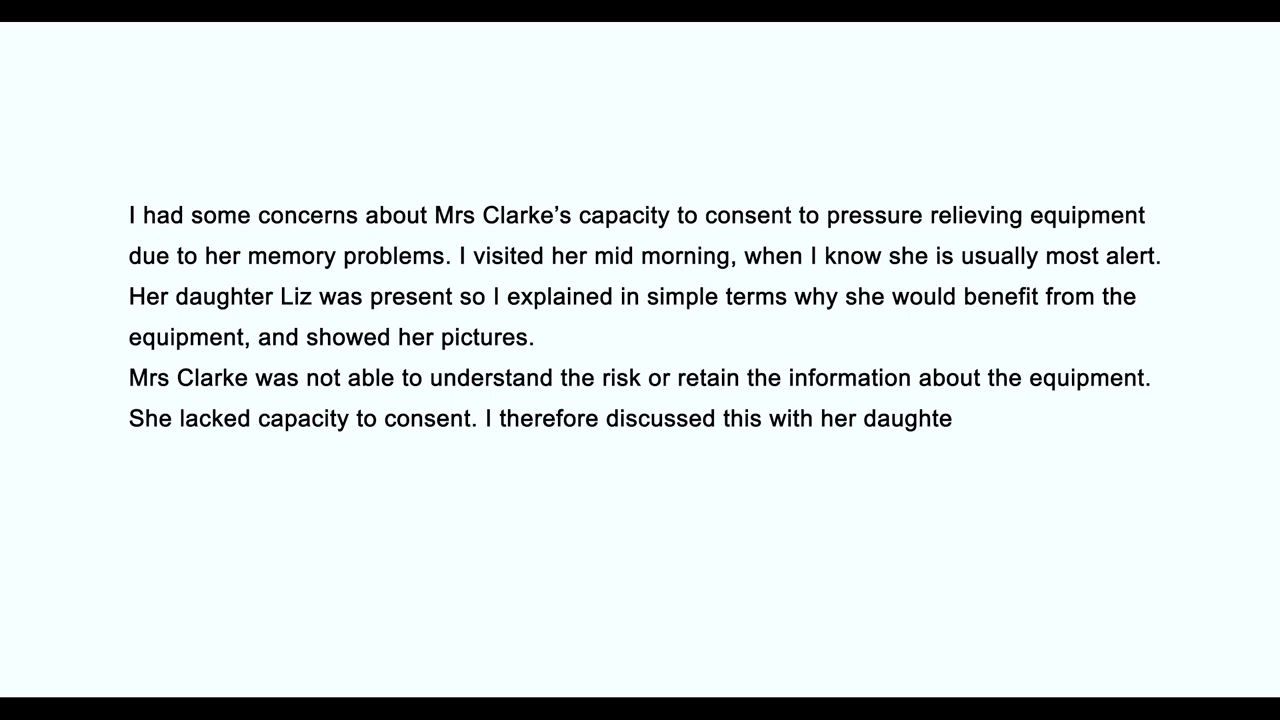 I had some concerns about Mrs Clarke’s capacity to consent to pressure relieving equipment
due to her memory problems. I visited her mid morning, when I know she is usually most alert.
Her daughter Liz was present so I explained in simple terms why she would benefit from the
equipment, and showed her pictures.
Mrs Clarke was not able to understand the risk or retain the information about the equipment.
She lacked capacity to consent. I therefore discussed this with her daughte